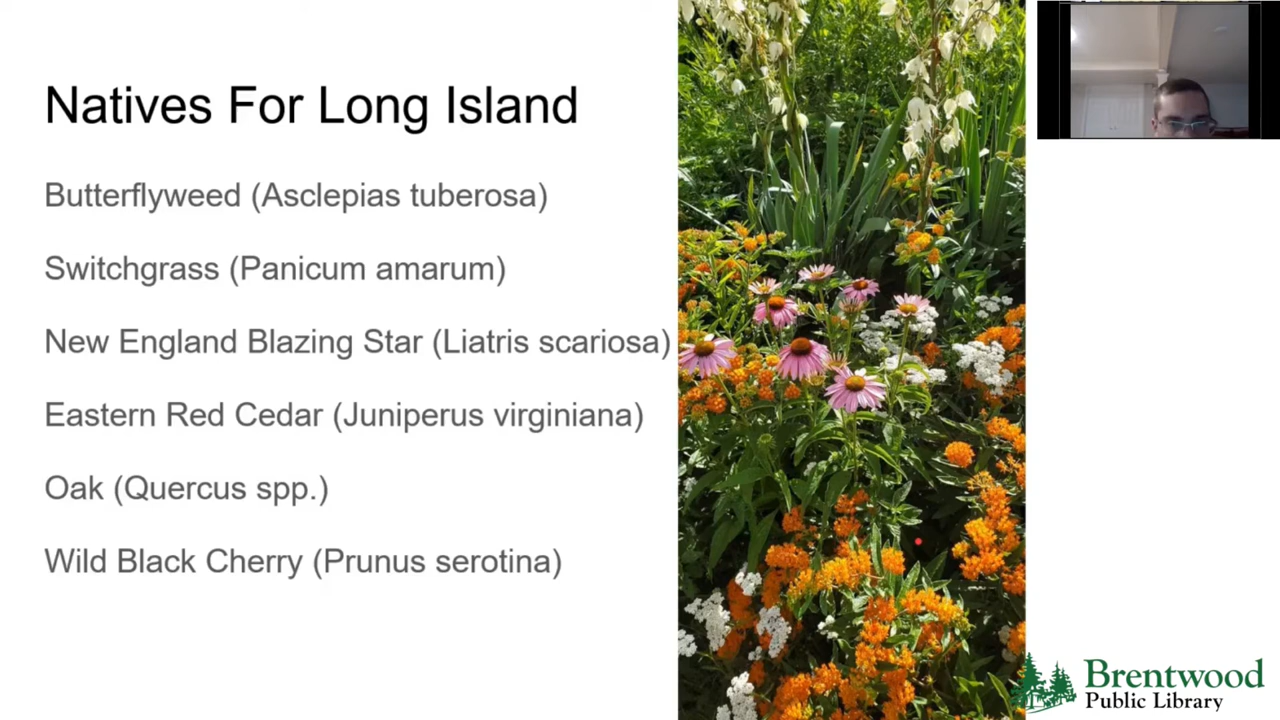 Natives For Long Island
Butterflyweed (Asclepias tuberosa)
Switchgrass (Panicum amarum)
New England Blazing Star (Liatris scariosa)
Eastern Red Cedar (Juniperus virginiana)
Oak (Quercus spp.)
Wild Black Cherry (Prunus serotina)
Brentwood
Public Library